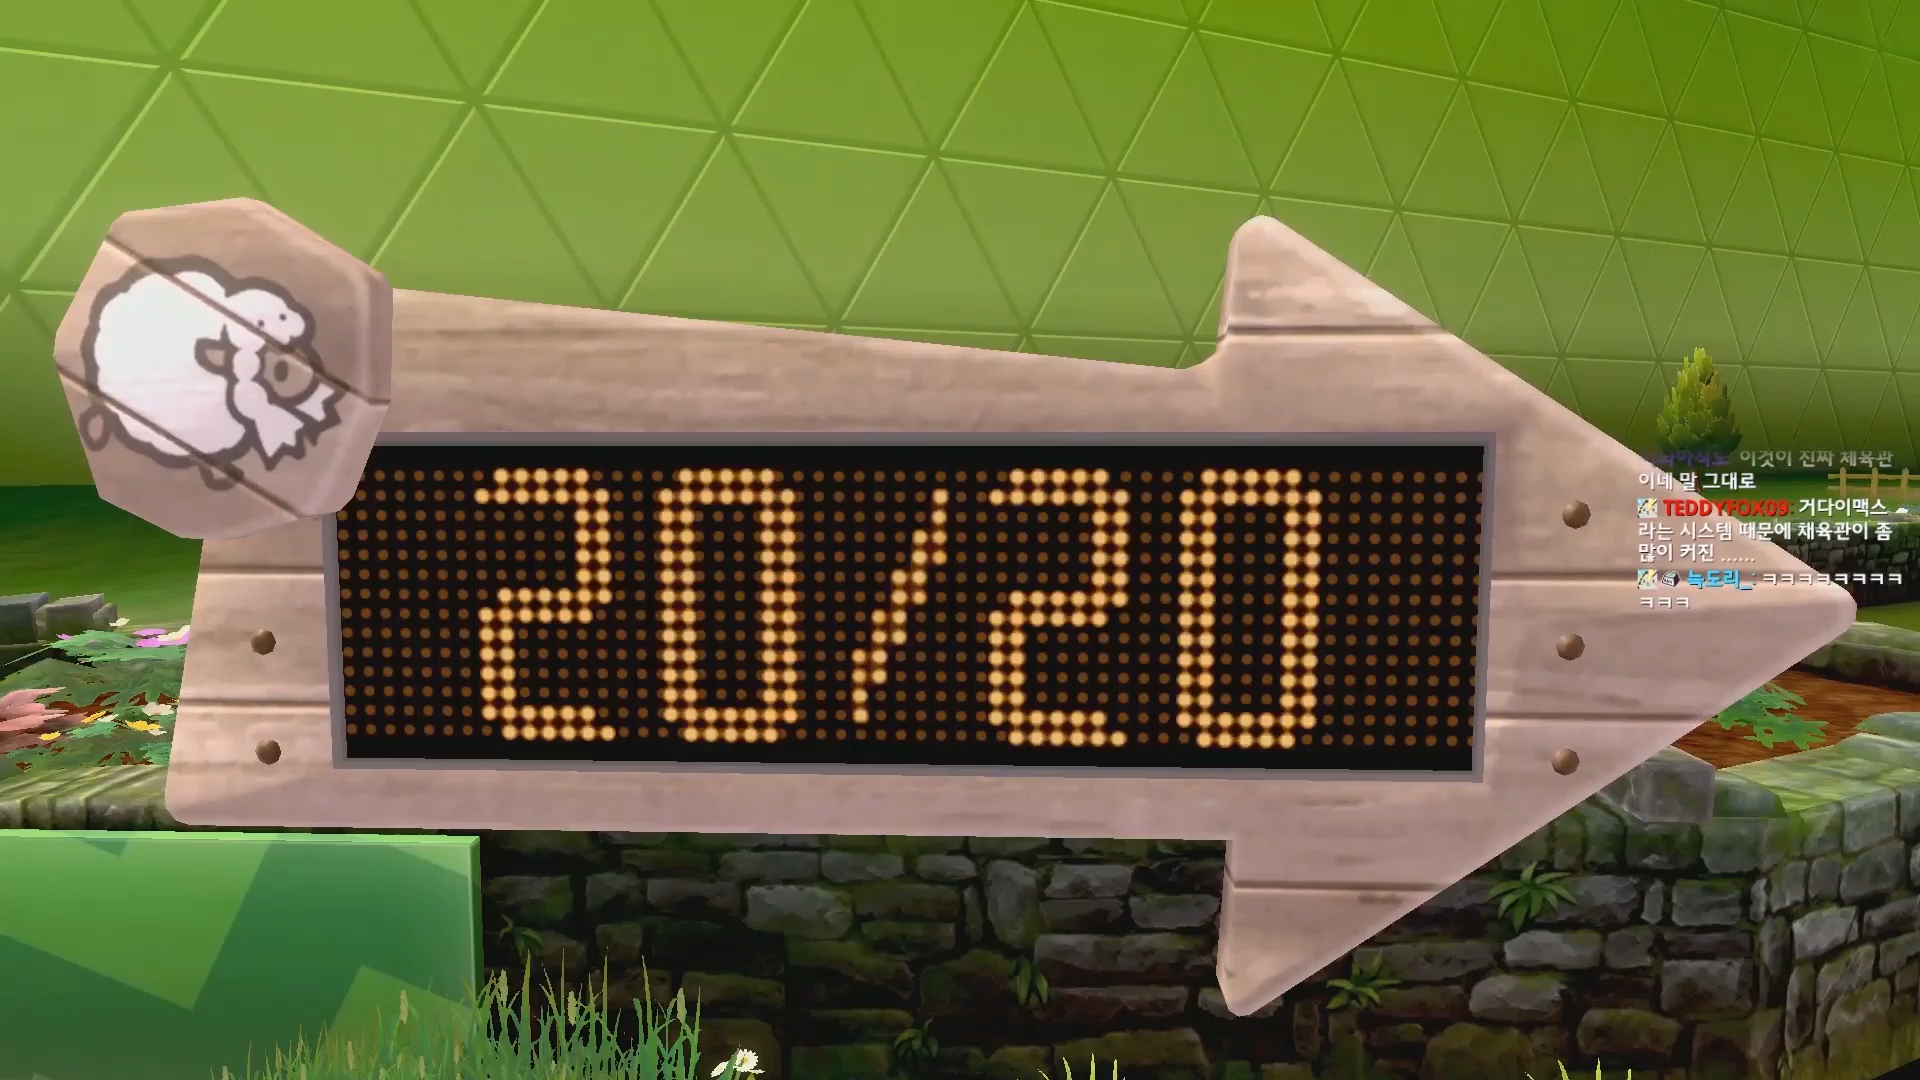 20/20
이것이 진짜 체육관
이네 말 그대로
TEDDYFOX09: 거다이맥스
라는 시스템 때문에 채육관이 좀
많이 커진 ......
늑도리_: ㅋㅋㅋㅋㅋㅋㅋㅋ
ㅋㅋㅋ